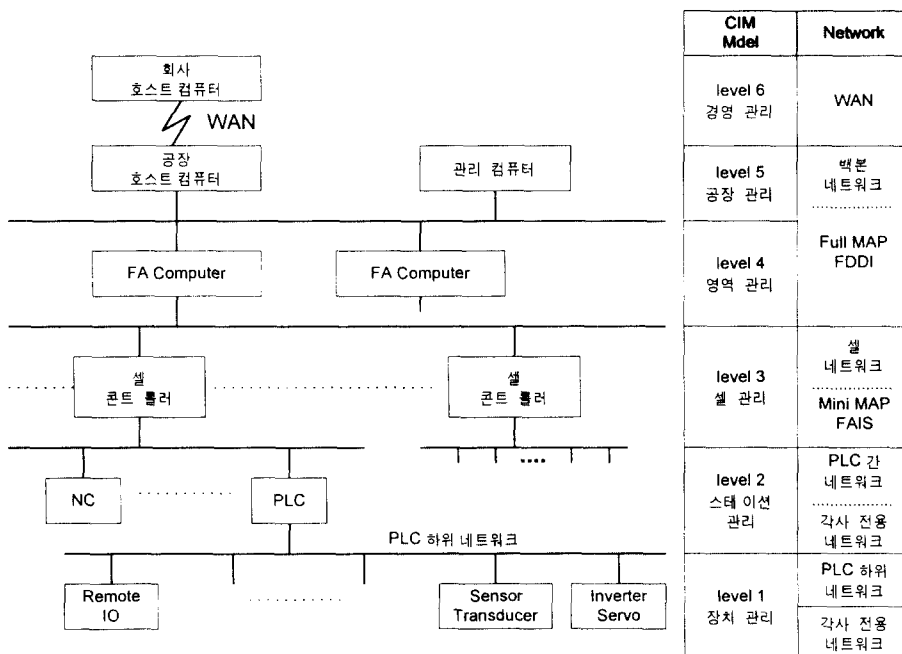 회사
호스트 컴퓨터
WAN
공장
호스트 컴퓨터
관리 컴퓨터
FA Computer
FA Computer
셀
콘트롤러
셀
콘트롤러
NC
PLC
PLC 하위 네트워크
Remote
IO
Sensor
Transducer
Inverter
Servo
CIM
Mdel
Network
level 6
경영 관리
WAN
level 5
공장 관리
백본
네트워크
level 4
영역 관리
Full MAP
FDDI
level 3
셀 관리
셀
네트워크
Mini MAP
FAIS
level 2
스테이션
관리
PLC 간
네트워크
각사 전용
네트워크
level 1
장치 관리
PLC 하위
네트워크
각사 전용
네트워크